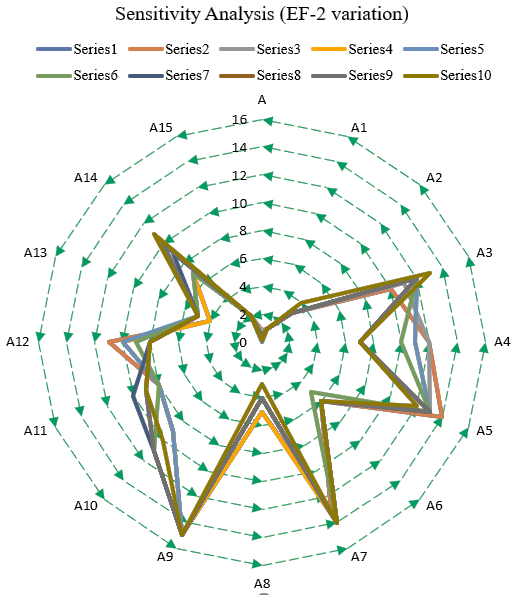 Sensitivity Analysis (EF-2 variation)
Series1 Series2 Series3 Series4 Series5
Series6 Series7 Series8 Series9 Series10
A
A15 16 A1
14
A14 12 A2
10
8
A13 6 A3
4
2
A12 0 A4
A11 A5
A10 A6
A9 A7
A8